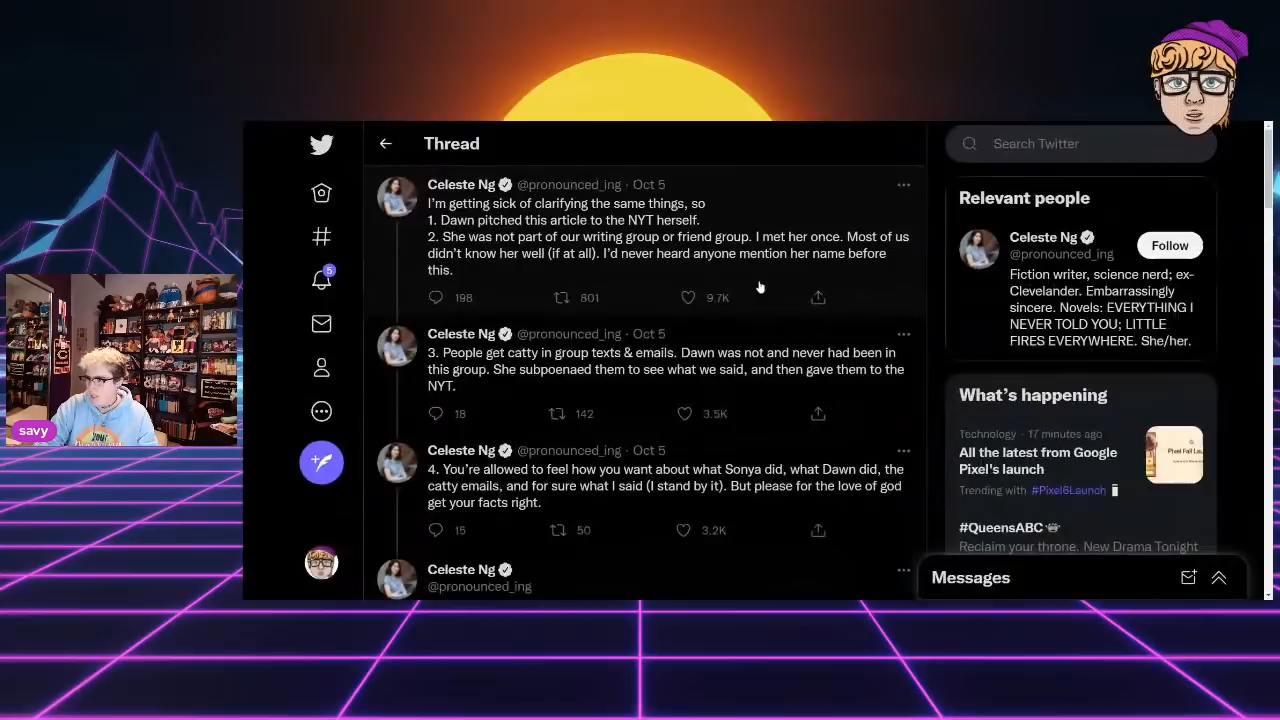 Thread
Search Twitter
Celeste Ng @pronounced_ing · Oct 5
I'm getting sick of clarifying the same things, so
1. Dawn pitched this article to the NYT herself.
2. She was not part of our writing group or friend group. I met her once. Most of us
didn't know her well (if at all). I'd never heard anyone mention her name before
this.
198 801 9.7K
Celeste Ng @pronounced_ing · Oct 5
3. People get catty in group texts & emails. Dawn was not and never had been in
this group. She subpoenaed them to see what we said, and then gave them to the
NYT.
18 142 3.5K
Celeste Ng @pronounced_ing · Oct 5
4. You're allowed to feel how you want about what Sonya did, what Dawn did, the
catty emails, and for sure what I said (I stand by it). But please for the love of god
get your facts right.
15 50 3.2K
Celeste Ng
@pronounced_ing
Relevant people
Celeste Ng
@pronounced_ing
Follow
Fiction writer, science nerd; ex-
Clevelander. Embarrassingly
sincere. Novels: EVERYTHING I
NEVER TOLD YOU; LITTLE
FIRES EVERYWHERE. She/her.
What's happening
Technology · 17 minutes ago
All the latest from Google
Pixel's launch
Trending with #Pixel6Launch
#QueensABC
Reclaim your throne. New Drama Tonight
Messages
5
savy